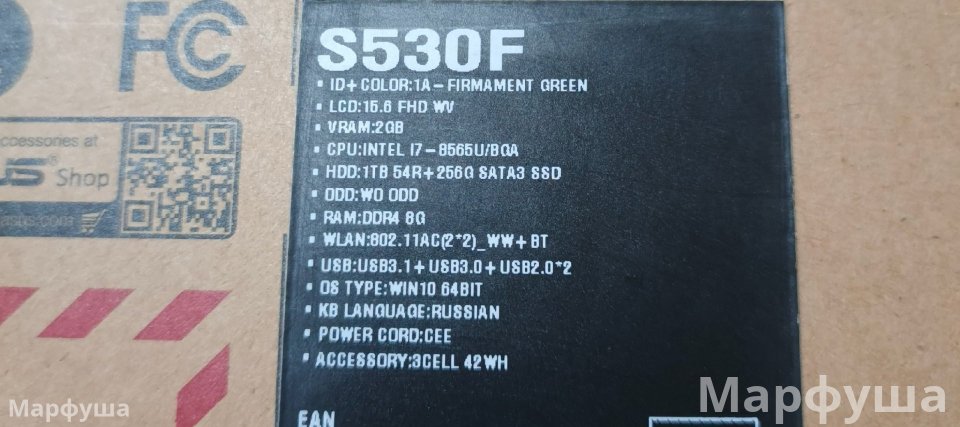 FC
ccessories at
US® Shop
S530F
• ID+COLOR:1A-FIRMAMENT GREEN
• LCD:15.6 FHD WV
• VRAM:2GB
• CPU:INTEL I7-8565U/BGA
• HDD:1TB 54R+256G SATA3 SSD
• ODD:WO ODD
• RAM:DDR4 8G
• WLAN:802.11AC(2*2)_WW+BT
• USB:USB3.1+USB3.0+USB2.0*2
• OS TYPE:WIN10 64BIT
• KB LANGUAGE:RUSSIAN
• POWER CORD:CEE
• ACCESSORY:3CELL 42WH
EAN
Марфуша
Марфуша